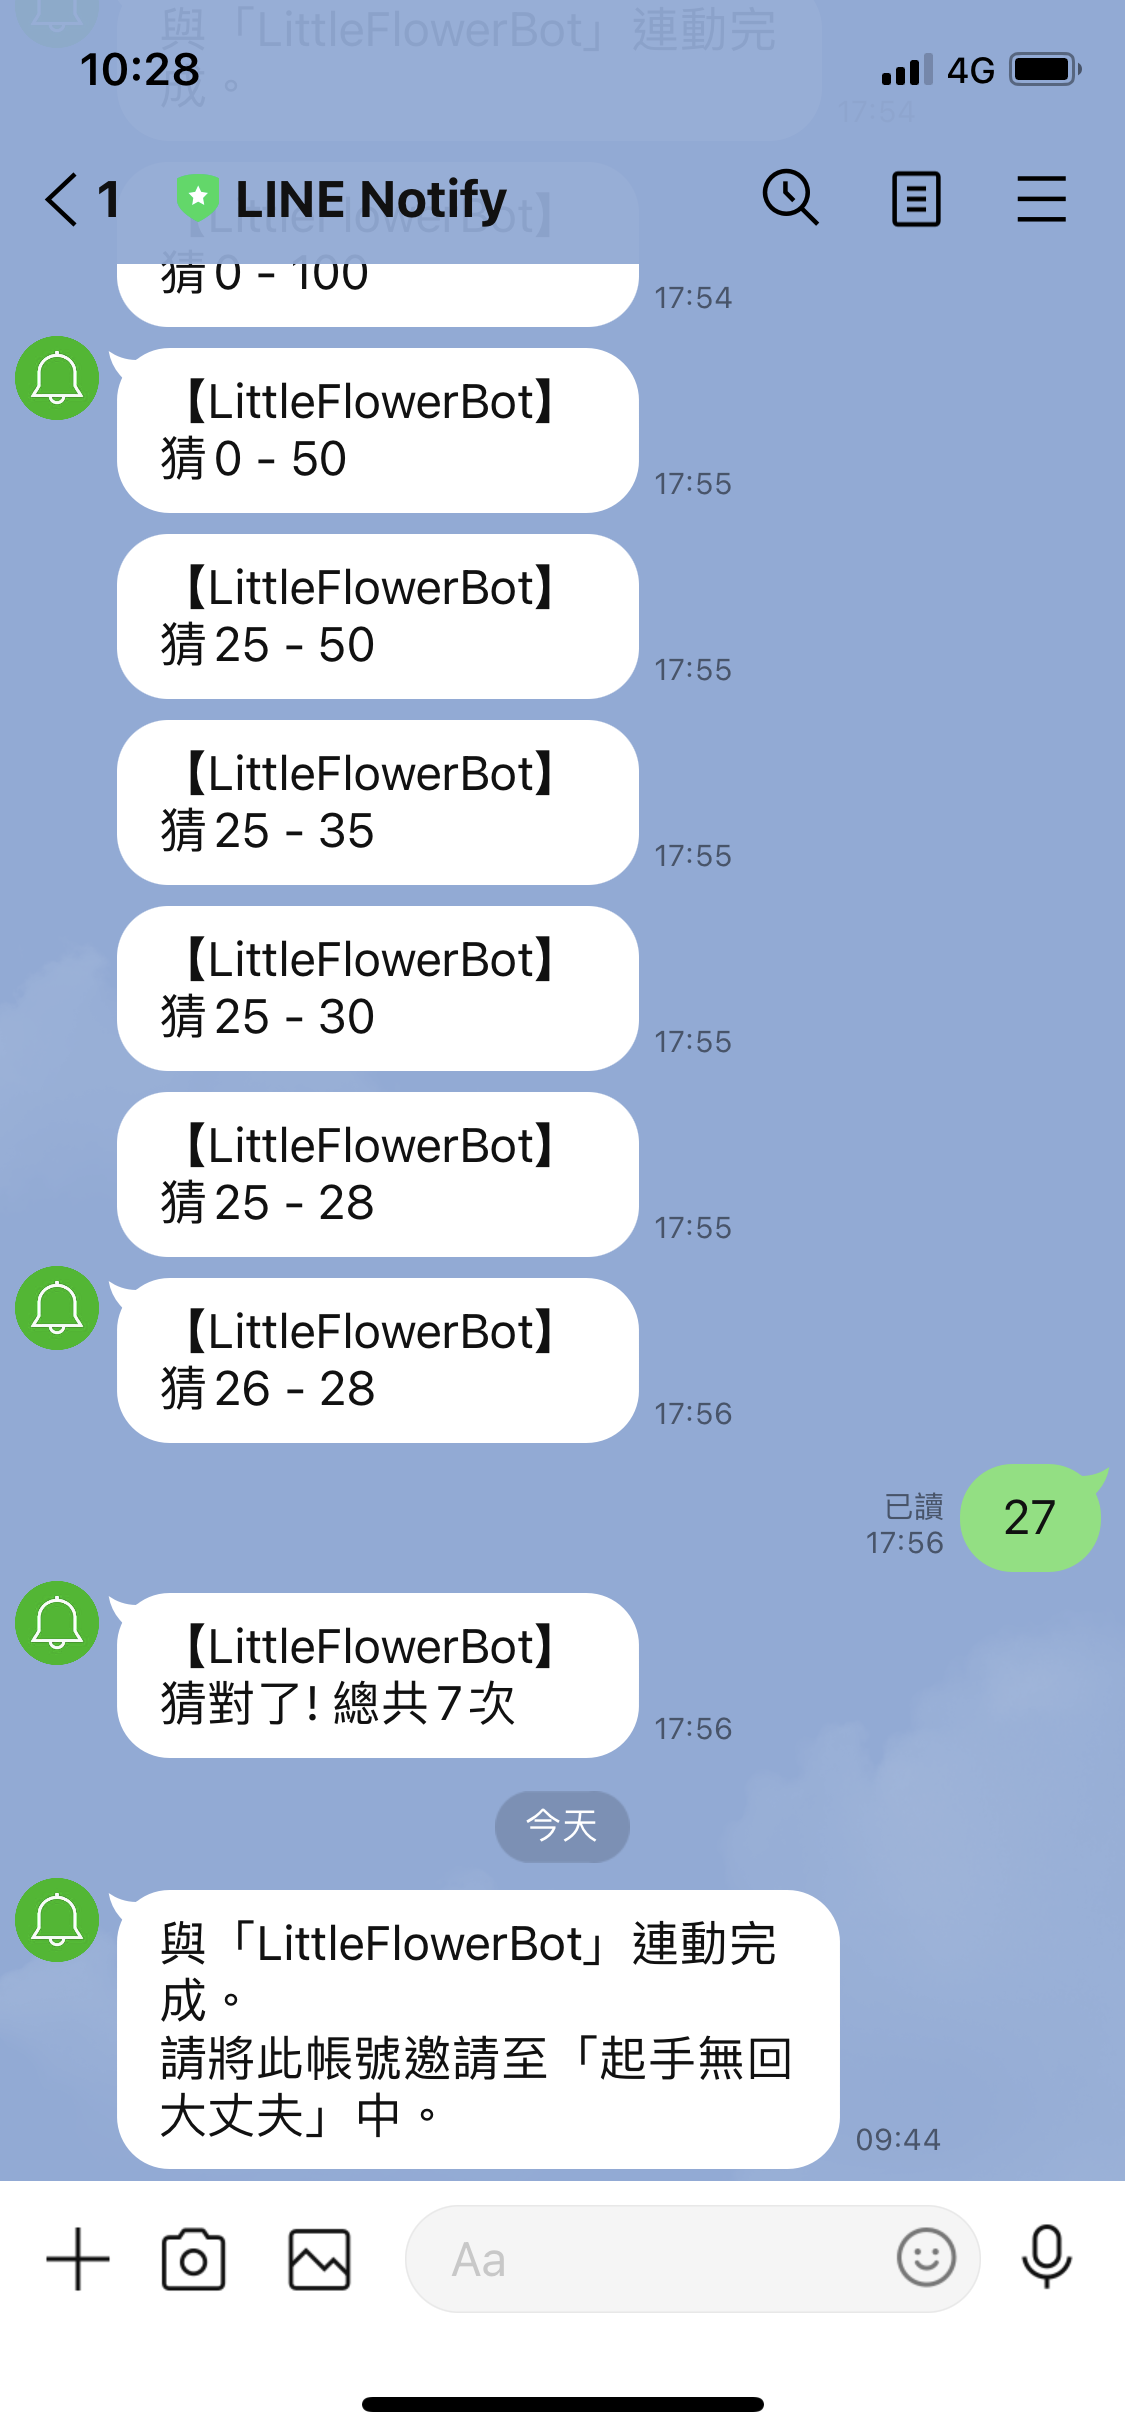 與「LittleFlowerBot」連動完
成。
17:54
10:28
4G
1
LINE Notify
【LittleFlowerBot】
猜 0 - 100
17:54
【LittleFlowerBot】
猜 0 - 50
17:55
【LittleFlowerBot】
猜 25 - 50
17:55
【LittleFlowerBot】
猜 25 - 35
17:55
【LittleFlowerBot】
猜 25 - 30
17:55
【LittleFlowerBot】
猜 25 - 28
17:55
【LittleFlowerBot】
猜 26 - 28
17:56
27
已讀
17:56
【LittleFlowerBot】
猜對了! 總共 7 次
17:56
今天
與「LittleFlowerBot」連動完
成。
請將此帳號邀請至「起手無回
大丈夫」中。
09:44
Aa